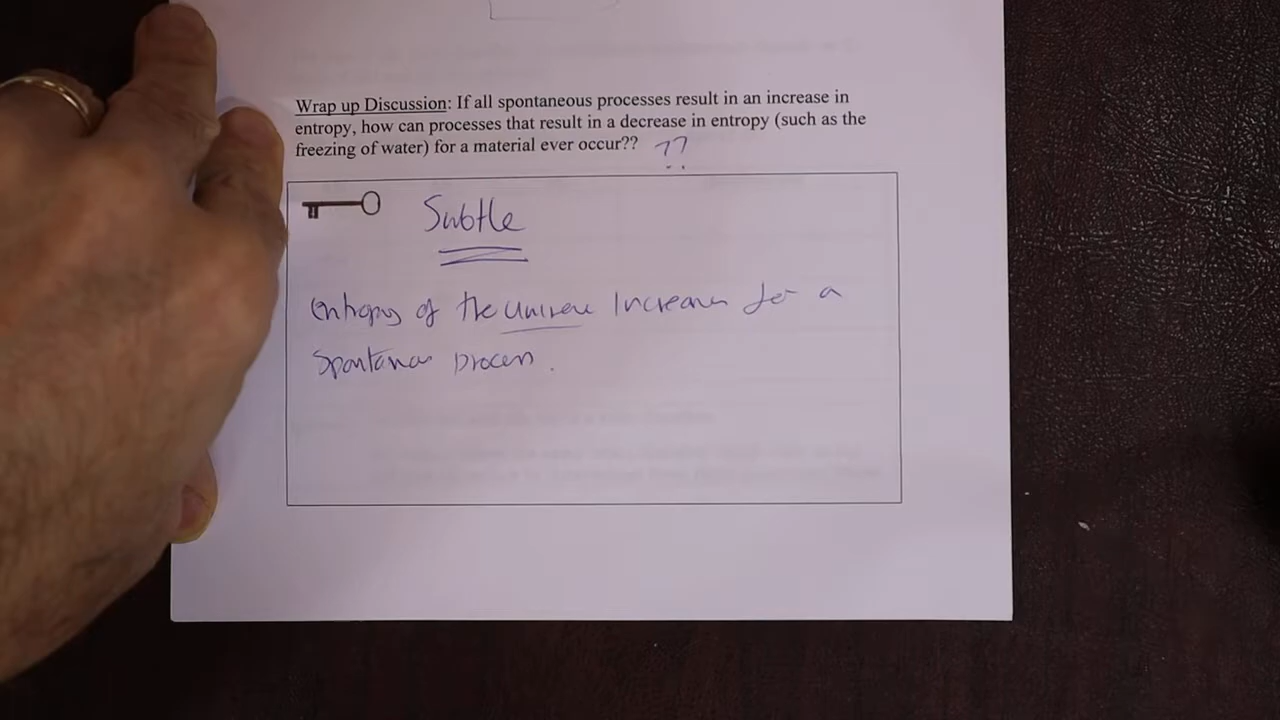 Wrap up Discussion: If all spontaneous processes result in an increase in
entropy, how can processes that result in a decrease in entropy (such as the
freezing of water) for a material ever occur?? ??
Subtle
Entropy of the universe Increases for a
Spontaneous process.